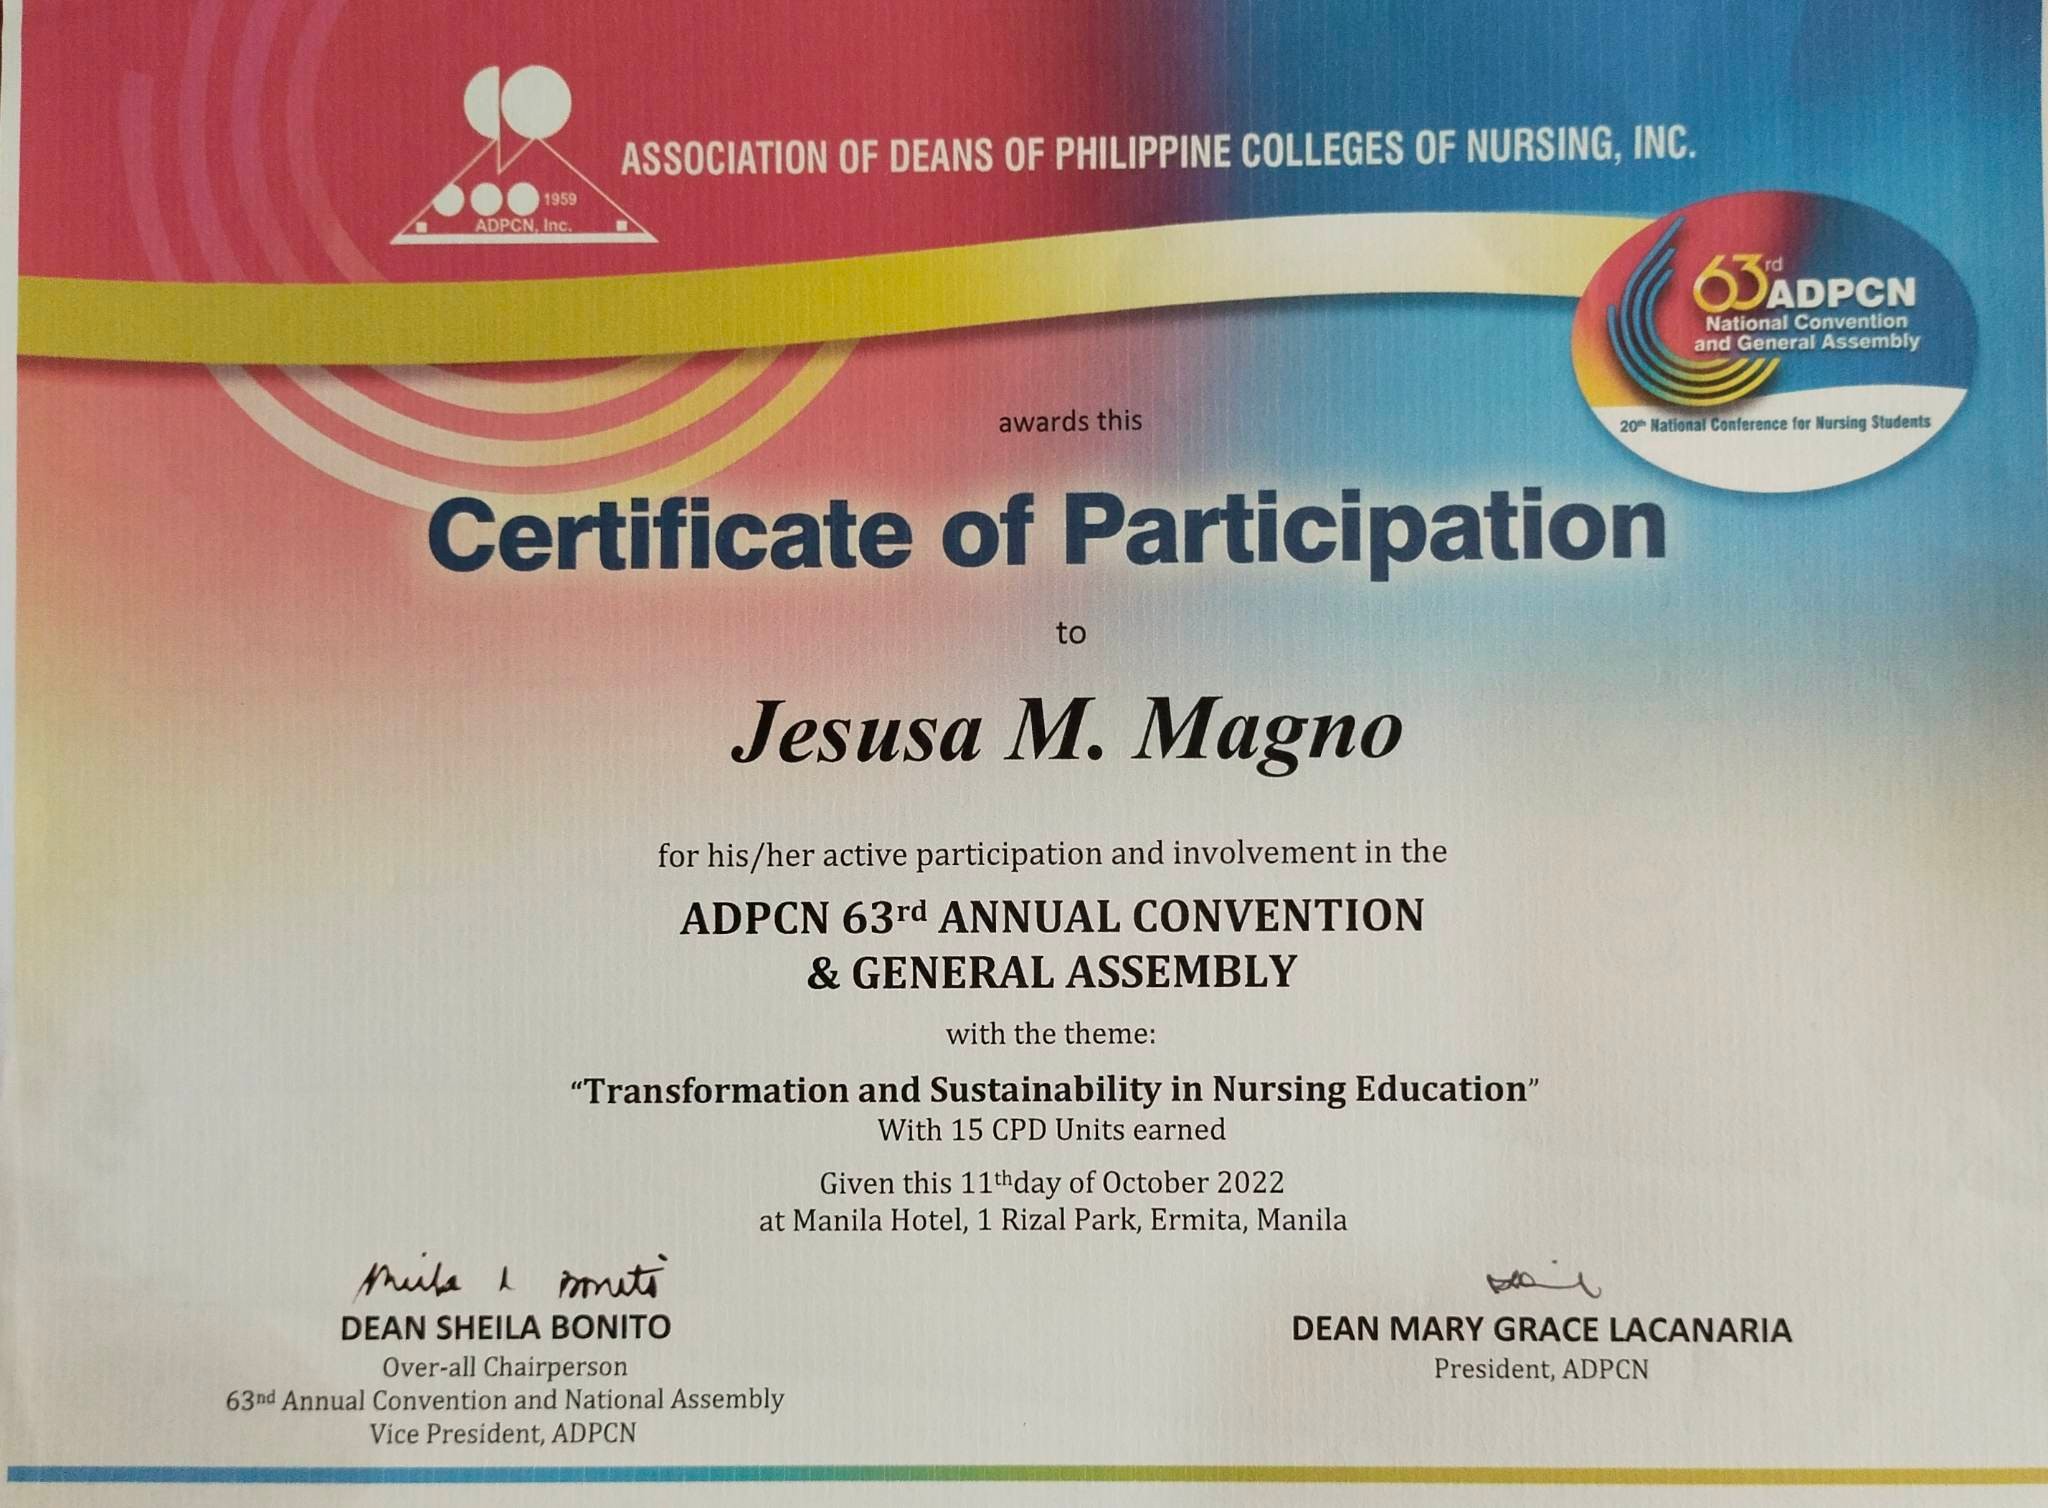 1959
ADPCN, Inc.
ASSOCIATION OF DEANS OF PHILIPPINE COLLEGES OF NURSING, INC.
63rd
ADPCN
National Convention
and General Assembly
20th National Conference for Nursing Students
awards this
Certificate of Participation
to
Jesusa M. Magno
for his/her active participation and involvement in the
ADPCN 63rd ANNUAL CONVENTION
& GENERAL ASSEMBLY
with the theme:
“Transformation and Sustainability in Nursing Education”
With 15 CPD Units earned
Given this 11thday of October 2022
at Manila Hotel, 1 Rizal Park, Ermita, Manila
Sheila Bonito
DEAN SHEILA BONITO
Over-all Chairperson
63nd Annual Convention and National Assembly
Vice President, ADPCN
DEAN MARY GRACE LACANARIA
President, ADPCN